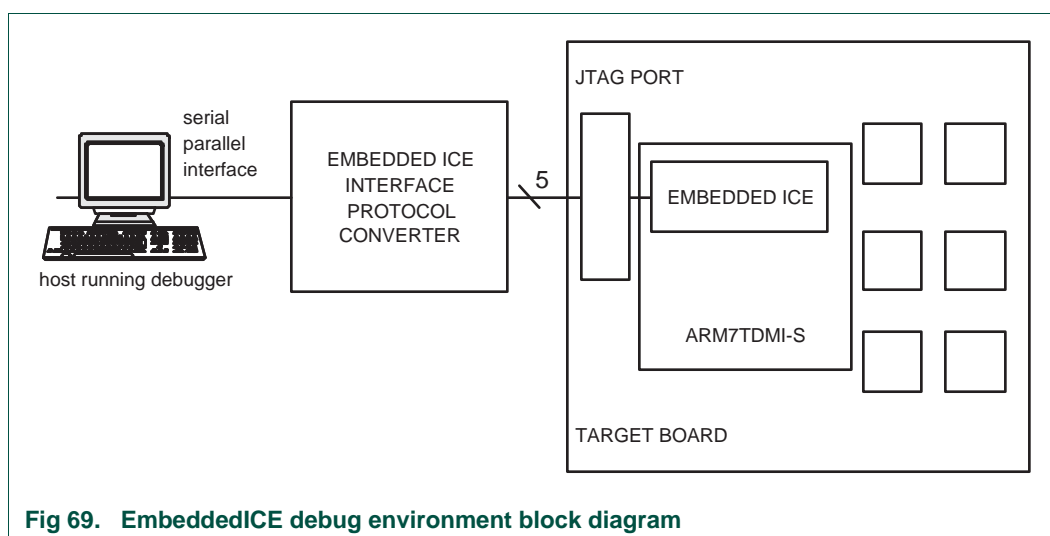 serial
parallel
interface
host running debugger
EMBEDDED ICE
INTERFACE
PROTOCOL
CONVERTER
5
JTAG PORT
EMBEDDED ICE
ARM7TDMI-S
TARGET BOARD
Fig 69. EmbeddedICE debug environment block diagram